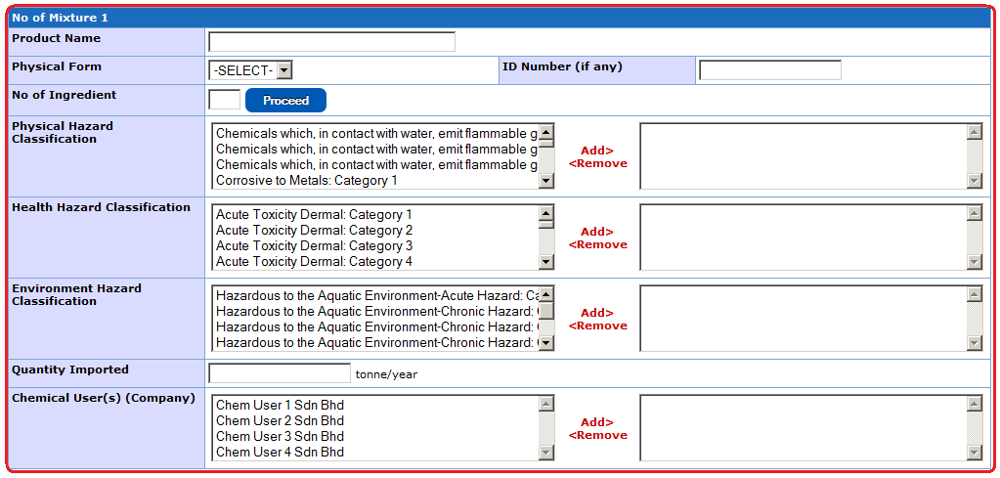 No of Mixture 1
Product Name
Physical Form
-SELECT-
ID Number (if any)
No of Ingredient
Proceed
Physical Hazard
Classification
Chemicals which, in contact with water, emit flammable g
Chemicals which, in contact with water, emit flammable g
Chemicals which, in contact with water, emit flammable g
Corrosive to Metals: Category 1
Add>
<Remove
Health Hazard Classification
Acute Toxicity Dermal: Category 1
Acute Toxicity Dermal: Category 2
Acute Toxicity Dermal: Category 3
Acute Toxicity Dermal: Category 4
Add>
<Remove
Environment Hazard
Classification
Hazardous to the Aquatic Environment-Acute Hazard: Ca
Hazardous to the Aquatic Environment-Chronic Hazard:
Hazardous to the Aquatic Environment-Chronic Hazard:
Hazardous to the Aquatic Environment-Chronic Hazard:
Add>
<Remove
Quantity Imported
tonne/year
Chemical User(s) (Company)
Chem User 1 Sdn Bhd
Chem User 2 Sdn Bhd
Chem User 3 Sdn Bhd
Chem User 4 Sdn Bhd
Add>
<Remove